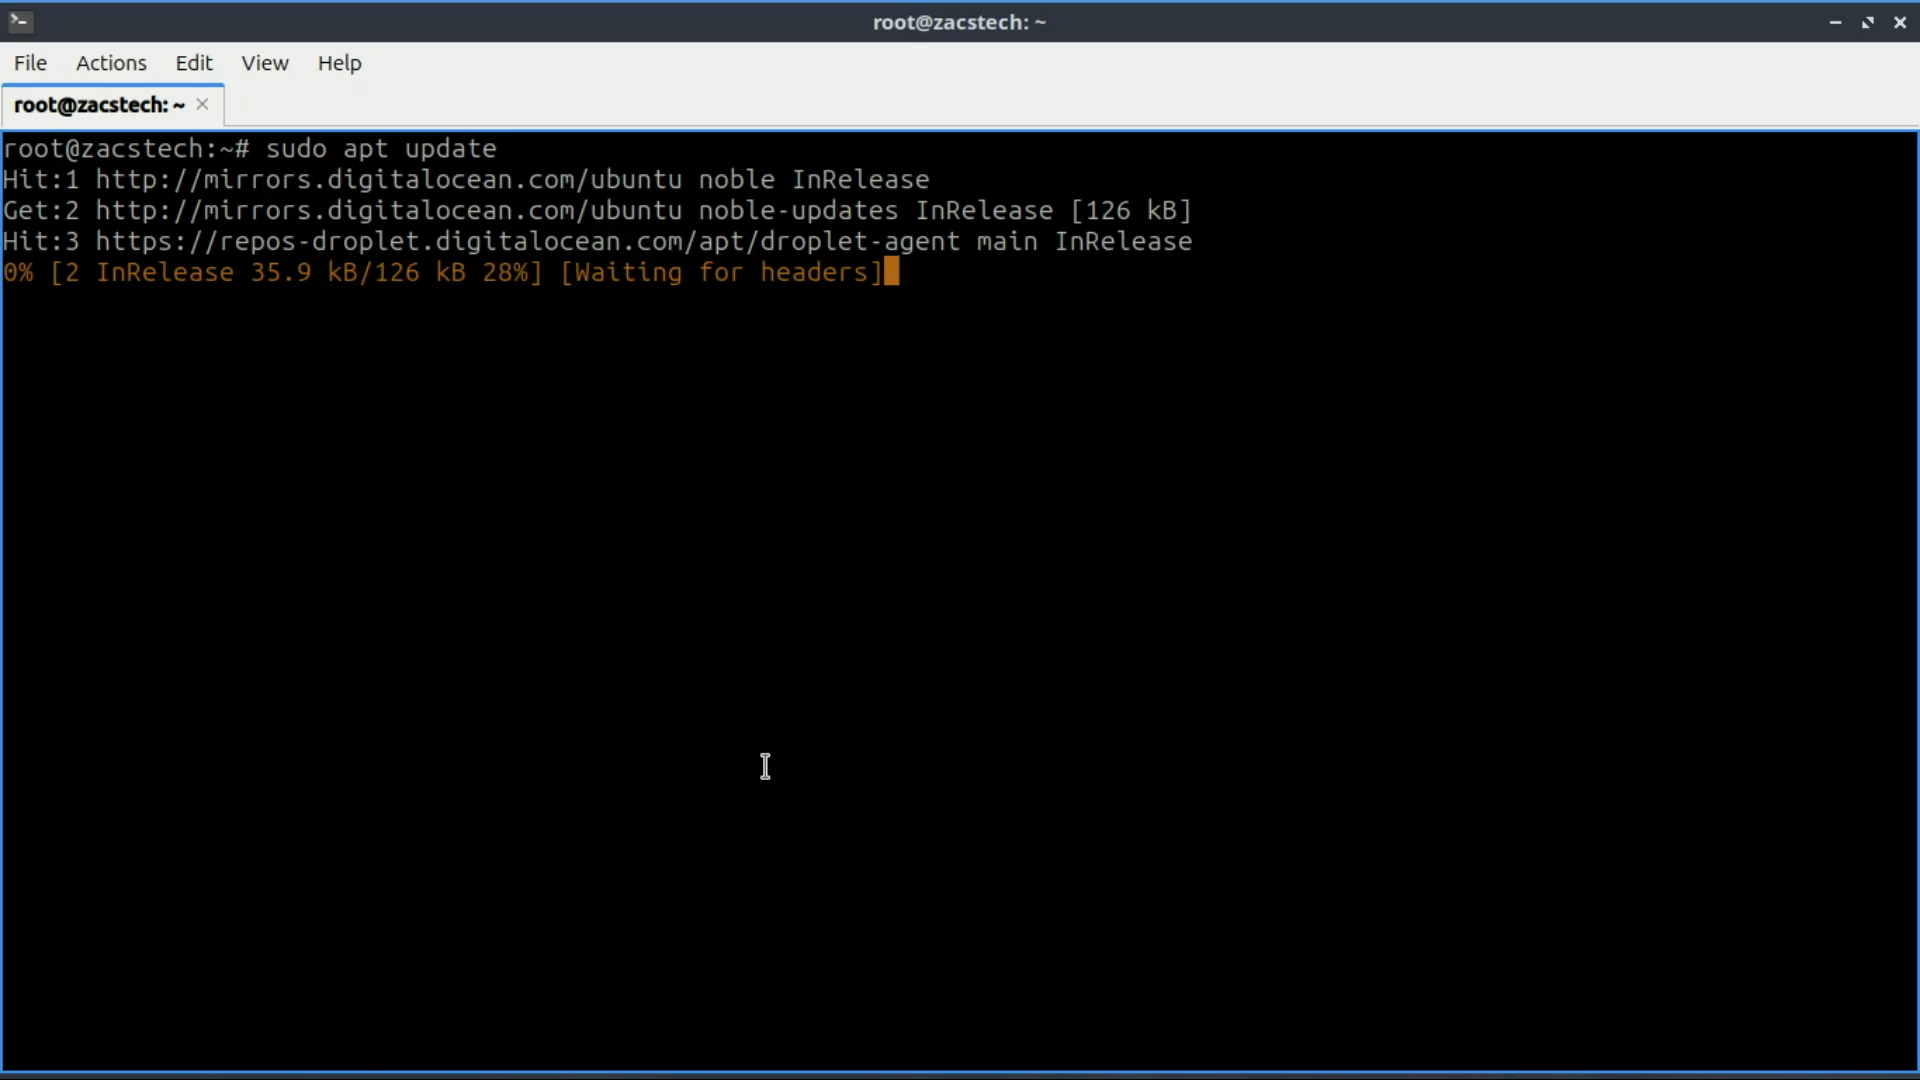 root@zacstech: ~
File Actions Edit View Help
root@zacstech: ~
root@zacstech:~# sudo apt update
Hit:1 http://mirrors.digitalocean.com/ubuntu noble InRelease
Get:2 http://mirrors.digitalocean.com/ubuntu noble-updates InRelease [126 kB]
Hit:3 https://repos-droplet.digitalocean.com/apt/droplet-agent main InRelease
0% [2 InRelease 35.9 kB/126 kB 28%] [Waiting for headers]